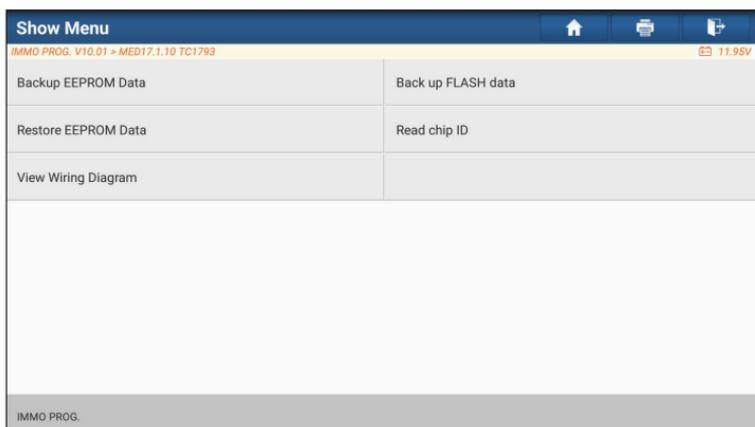 Show Menu
IMMO PROG. V10.01 > MED17.1.10 TC1793 11.95V
Backup EEPROM Data Back up FLASH data
Restore EEPROM Data Read chip ID
View Wiring Diagram
IMMO PROG.